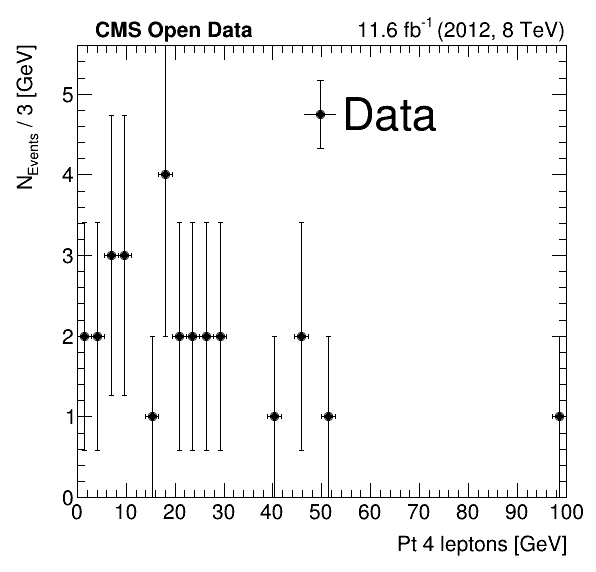 CMS Open Data
11.6 fb⁻¹ (2012, 8 TeV)
N_Events / 3 [GeV]
5
4
3
2
1
0
Data
0 10 20 30 40 50 60 70 80 90 100
Pt 4 leptons [GeV]